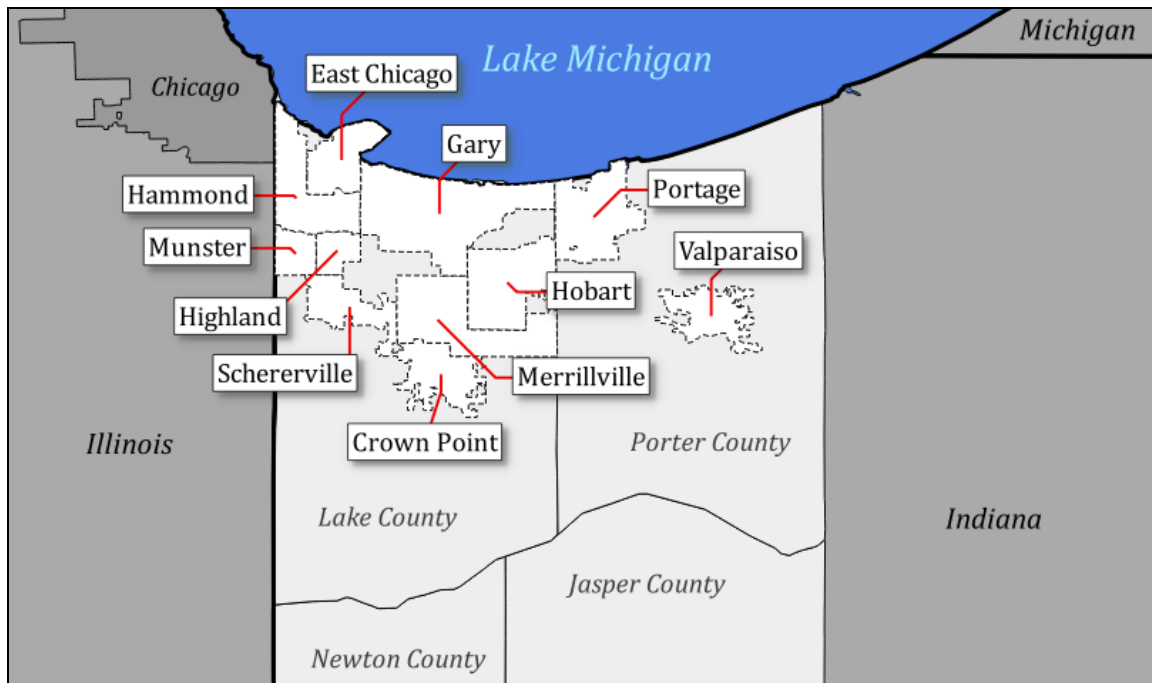 Michigan
Lake Michigan
East Chicago
Chicago
Gary
Hammond
Portage
Munster
Valparaiso
Hobart
Highland
Schererville
Merrillville
Crown Point
Illinois
Porter County
Lake County
Indiana
Jasper County
Newton County